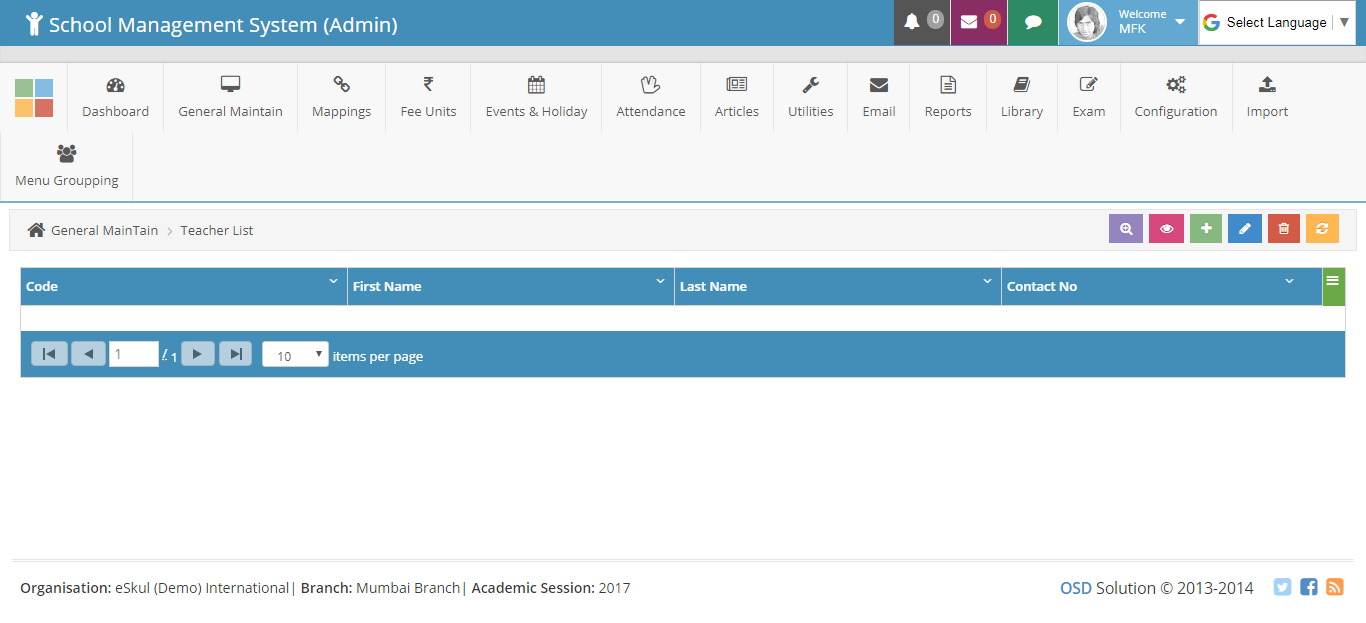 School Management System (Admin)
0
0
Welcome
MFK
Select Language
Dashboard
General Maintain
Mappings
Fee Units
Events & Holiday
Attendance
Articles
Utilities
Email
Reports
Library
Exam
Configuration
Import
Menu Groupping
General MainTain > Teacher List
Code
First Name
Last Name
Contact No
1 / 1 10 items per page
Organisation: eSkul (Demo) International| Branch: Mumbai Branch| Academic Session: 2017
OSD Solution © 2013-2014